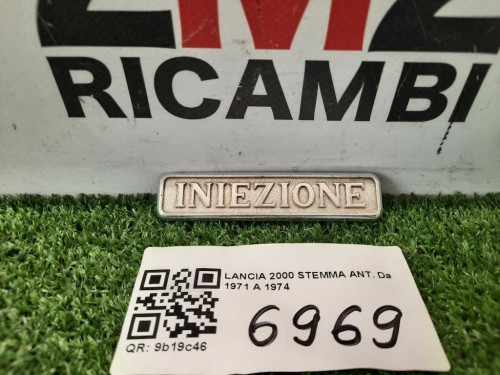 RICAMBI
INIEZIONE
LANCIA 2000 STEMMA ANT. Da
1971 A 1974
6969
QR: 9b19c46